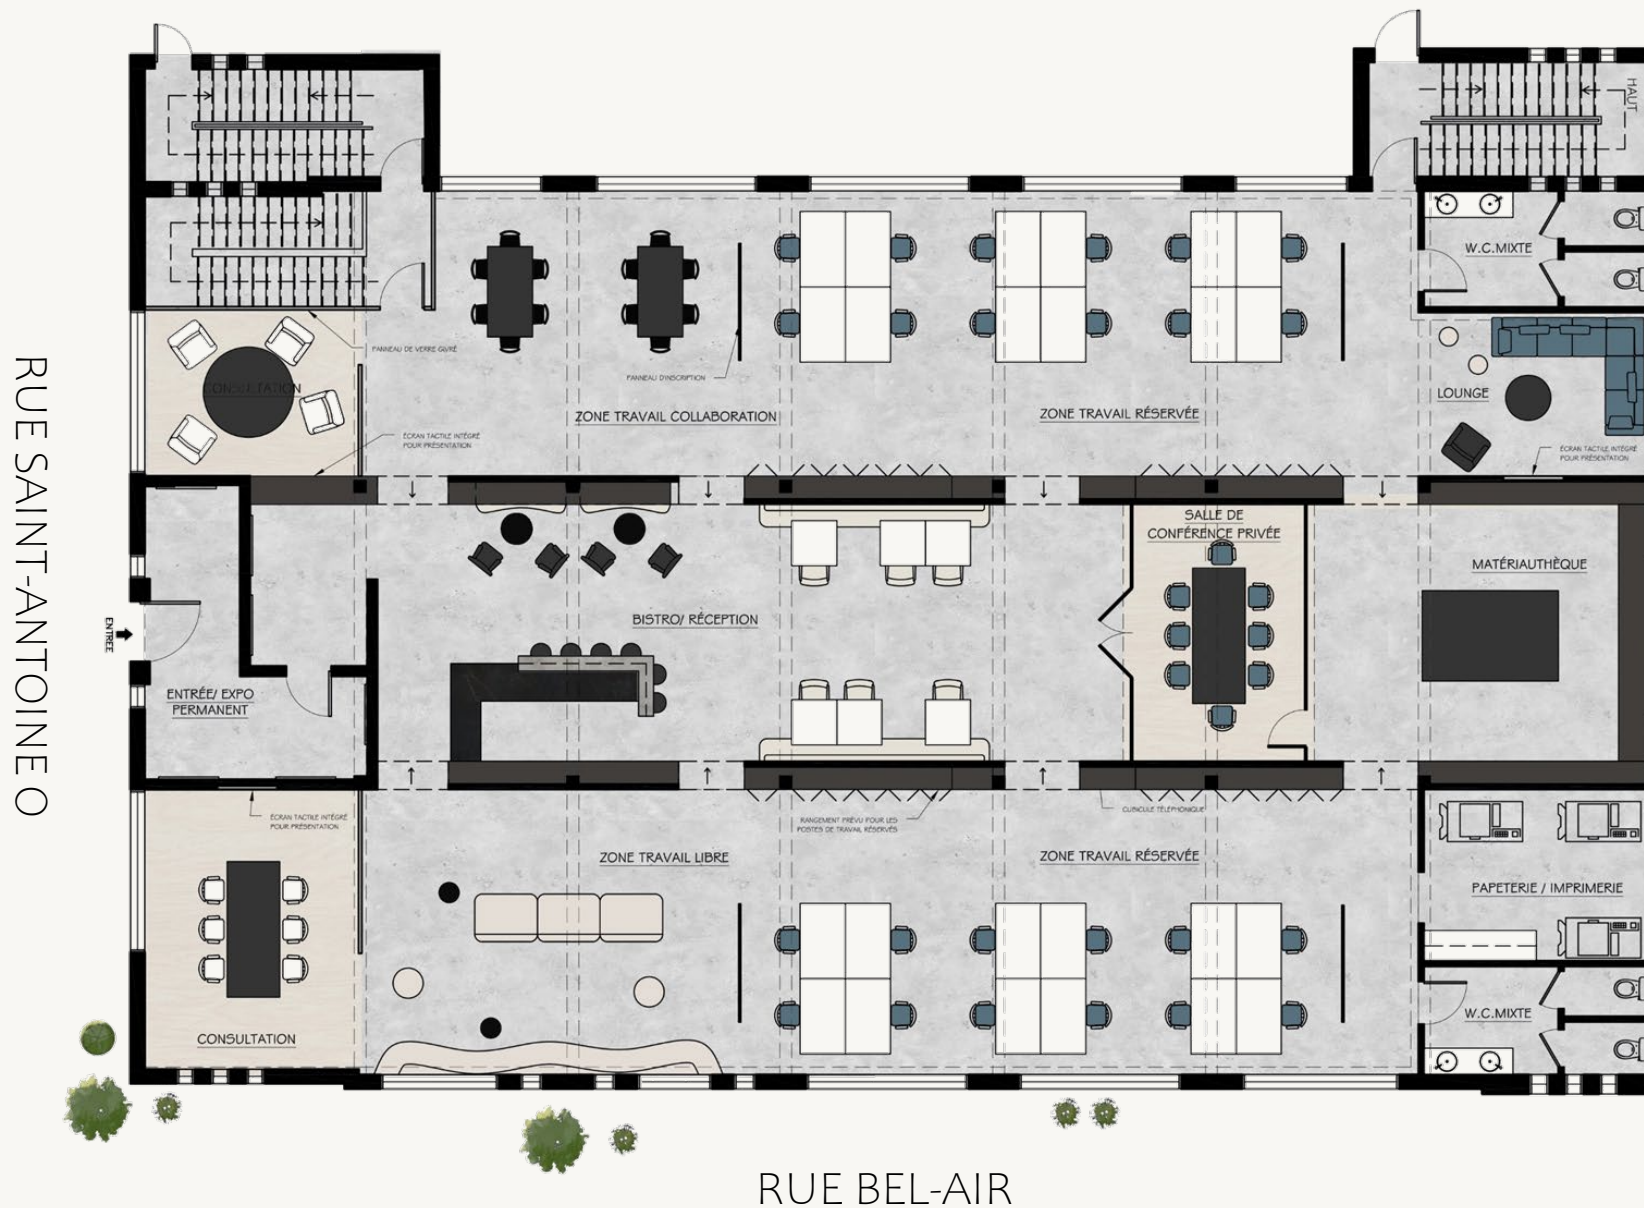 HAUT
W.C.MIXTE
PANNEAU DE VERRE GIVRÉ
PANNEAU D'INSCRIPTION
CONSULTATION
LOUNGE
ZONE TRAVAIL COLLABORATION
ZONE TRAVAIL RÉSERVÉE
ÉCRAN TACTILE INTÉGRÉ
POUR PRÉSENTATION
ÉCRAN TACTILE INTÉGRÉ
POUR PRÉSENTATION
RUE SAINT-ANTOINE O
SALLE DE
CONFÉRENCE PRIVÉE
MATÉRIAUTHÈQUE
BISTRO/ RÉCEPTION
ENTRÉE
ENTRÉE/ EXPO
PERMANENT
ÉCRAN TACTILE INTÉGRÉ
POUR PRÉSENTATION
RANGEMENT PRÉVU POUR LES
POSTES DE TRAVAIL RÉSERVÉS
CUBICULE TÉLÉPHONIQUE
ZONE TRAVAIL LIBRE
ZONE TRAVAIL RÉSERVÉE
PAPETERIE / IMPRIMERIE
CONSULTATION
W.C.MIXTE
RUE BEL-AIR